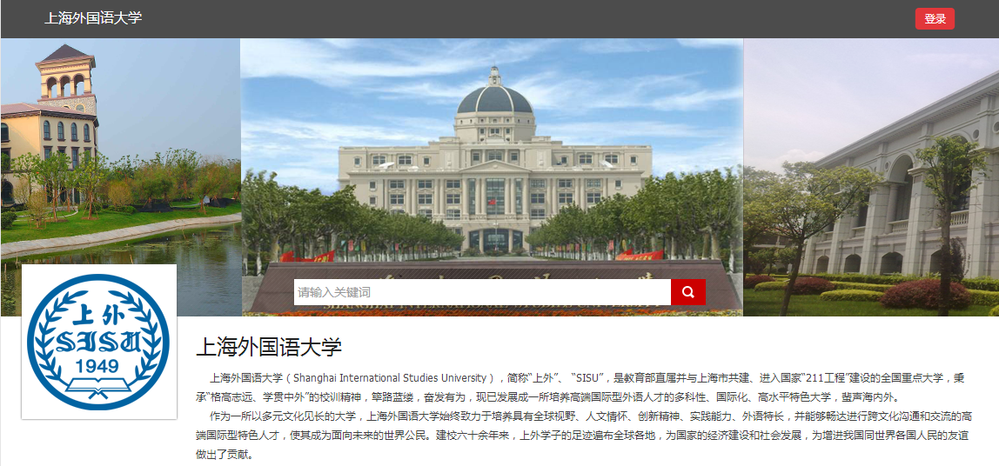 上海外国语大学
登录
请输入关键词
上外
SISU
1949
上海外国语大学
上海外国语大学（Shanghai International Studies University），简称“上外”、 “SISU”，是教育部直属并与上海市共建、进入国家“211工程”建设的全国重点大学，秉
承“格高志远、学贯中外”的校训精神，筚路蓝缕，奋发有为，现已发展成一所培养高端国际型外语人才的多科性、国际化、高水平特色大学，蜚声海内外。
作为一所以多元文化见长的大学，上海外国语大学始终致力于培养具有全球视野、人文情怀、创新精神、实践能力、外语特长，并能够畅达进行跨文化沟通和交流的高
端国际型特色人才，使其成为面向未来的世界公民。建校六十余年来，上外学子的足迹遍布全球各地，为国家的经济建设和社会发展，为增进我国同世界各国人民的友谊
做出了贡献。